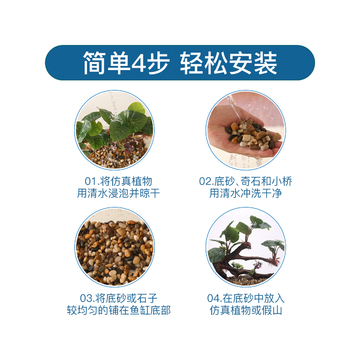 简单4步 轻松安装
01.将仿真植物
用清水浸泡并晾干
02.底砂、奇石和小桥
用清水冲洗干净
03.将底砂或石子
较均匀的铺在鱼缸底部
04.在底砂中放入
仿真植物或假山